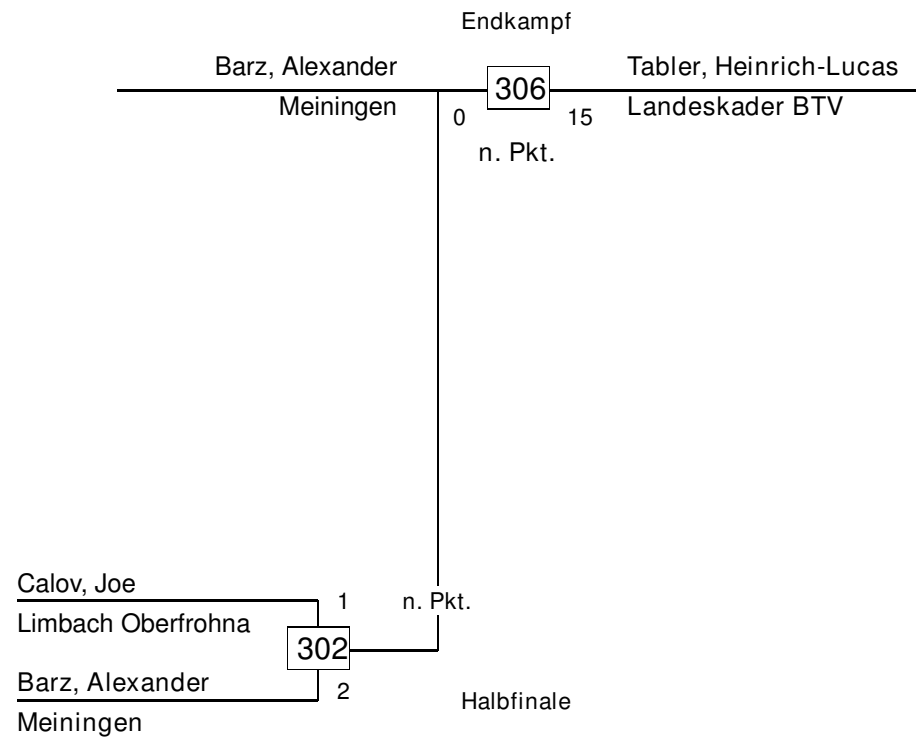 Endkampf
Barz, Alexander
306
Tabler, Heinrich-Lucas
Meiningen
0
15
Landeskader BTV
n. Pkt.
Calov, Joe
1
n. Pkt.
Limbach Oberfrohna
302
Barz, Alexander
2
Halbfinale
Meiningen